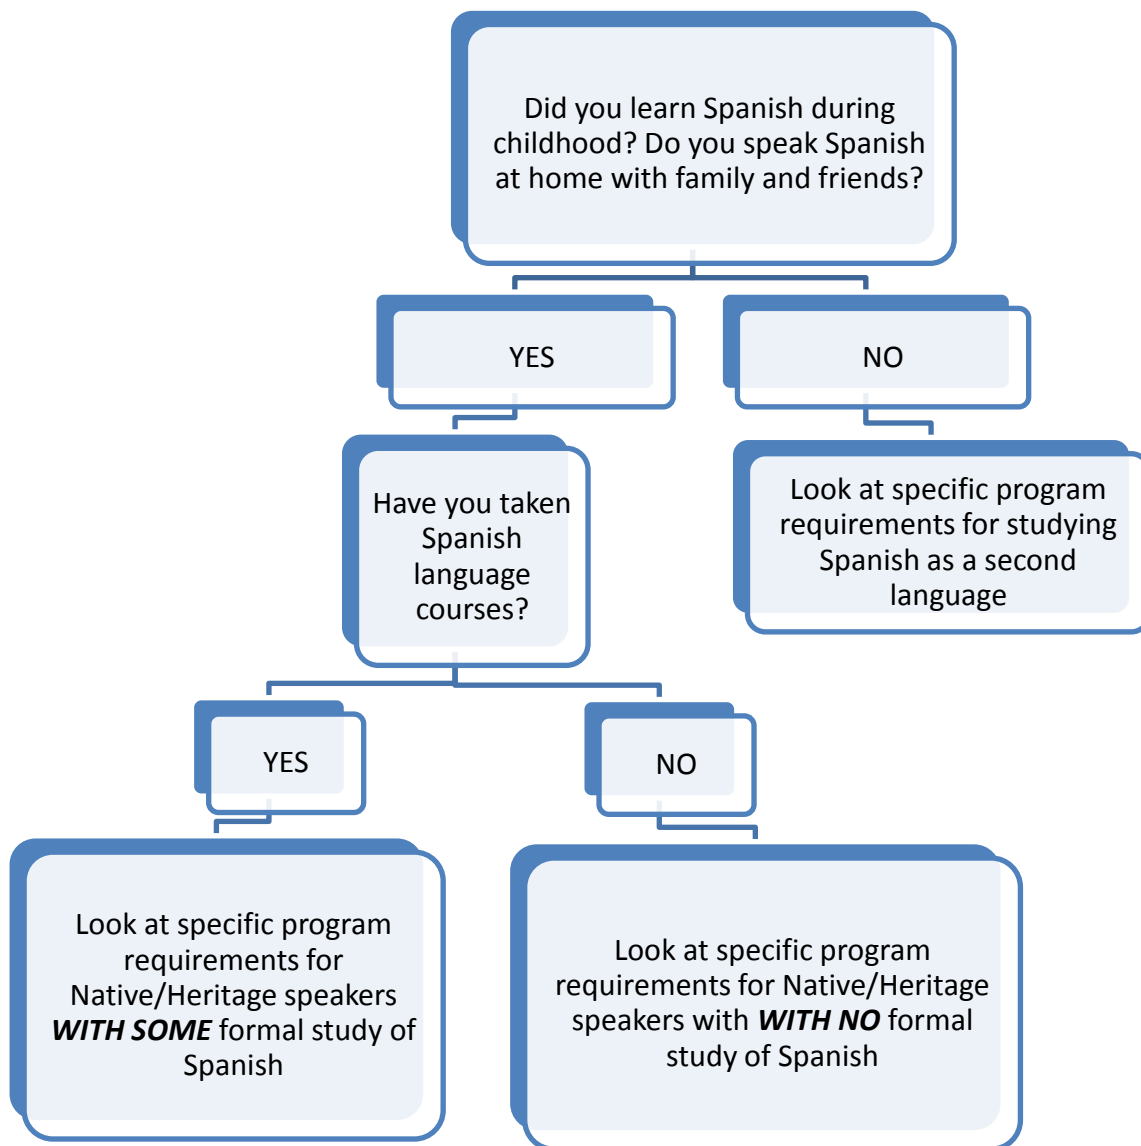 Did you learn Spanish during
childhood? Do you speak Spanish
at home with family and friends?
YES
NO
Have you taken
Spanish
language
courses?
Look at specific program
requirements for studying
Spanish as a second
language
YES
NO
Look at specific program
requirements for
Native/Heritage speakers
WITH SOME formal study of
Spanish
Look at specific program
requirements for Native/Heritage
speakers with WITH NO formal
study of Spanish